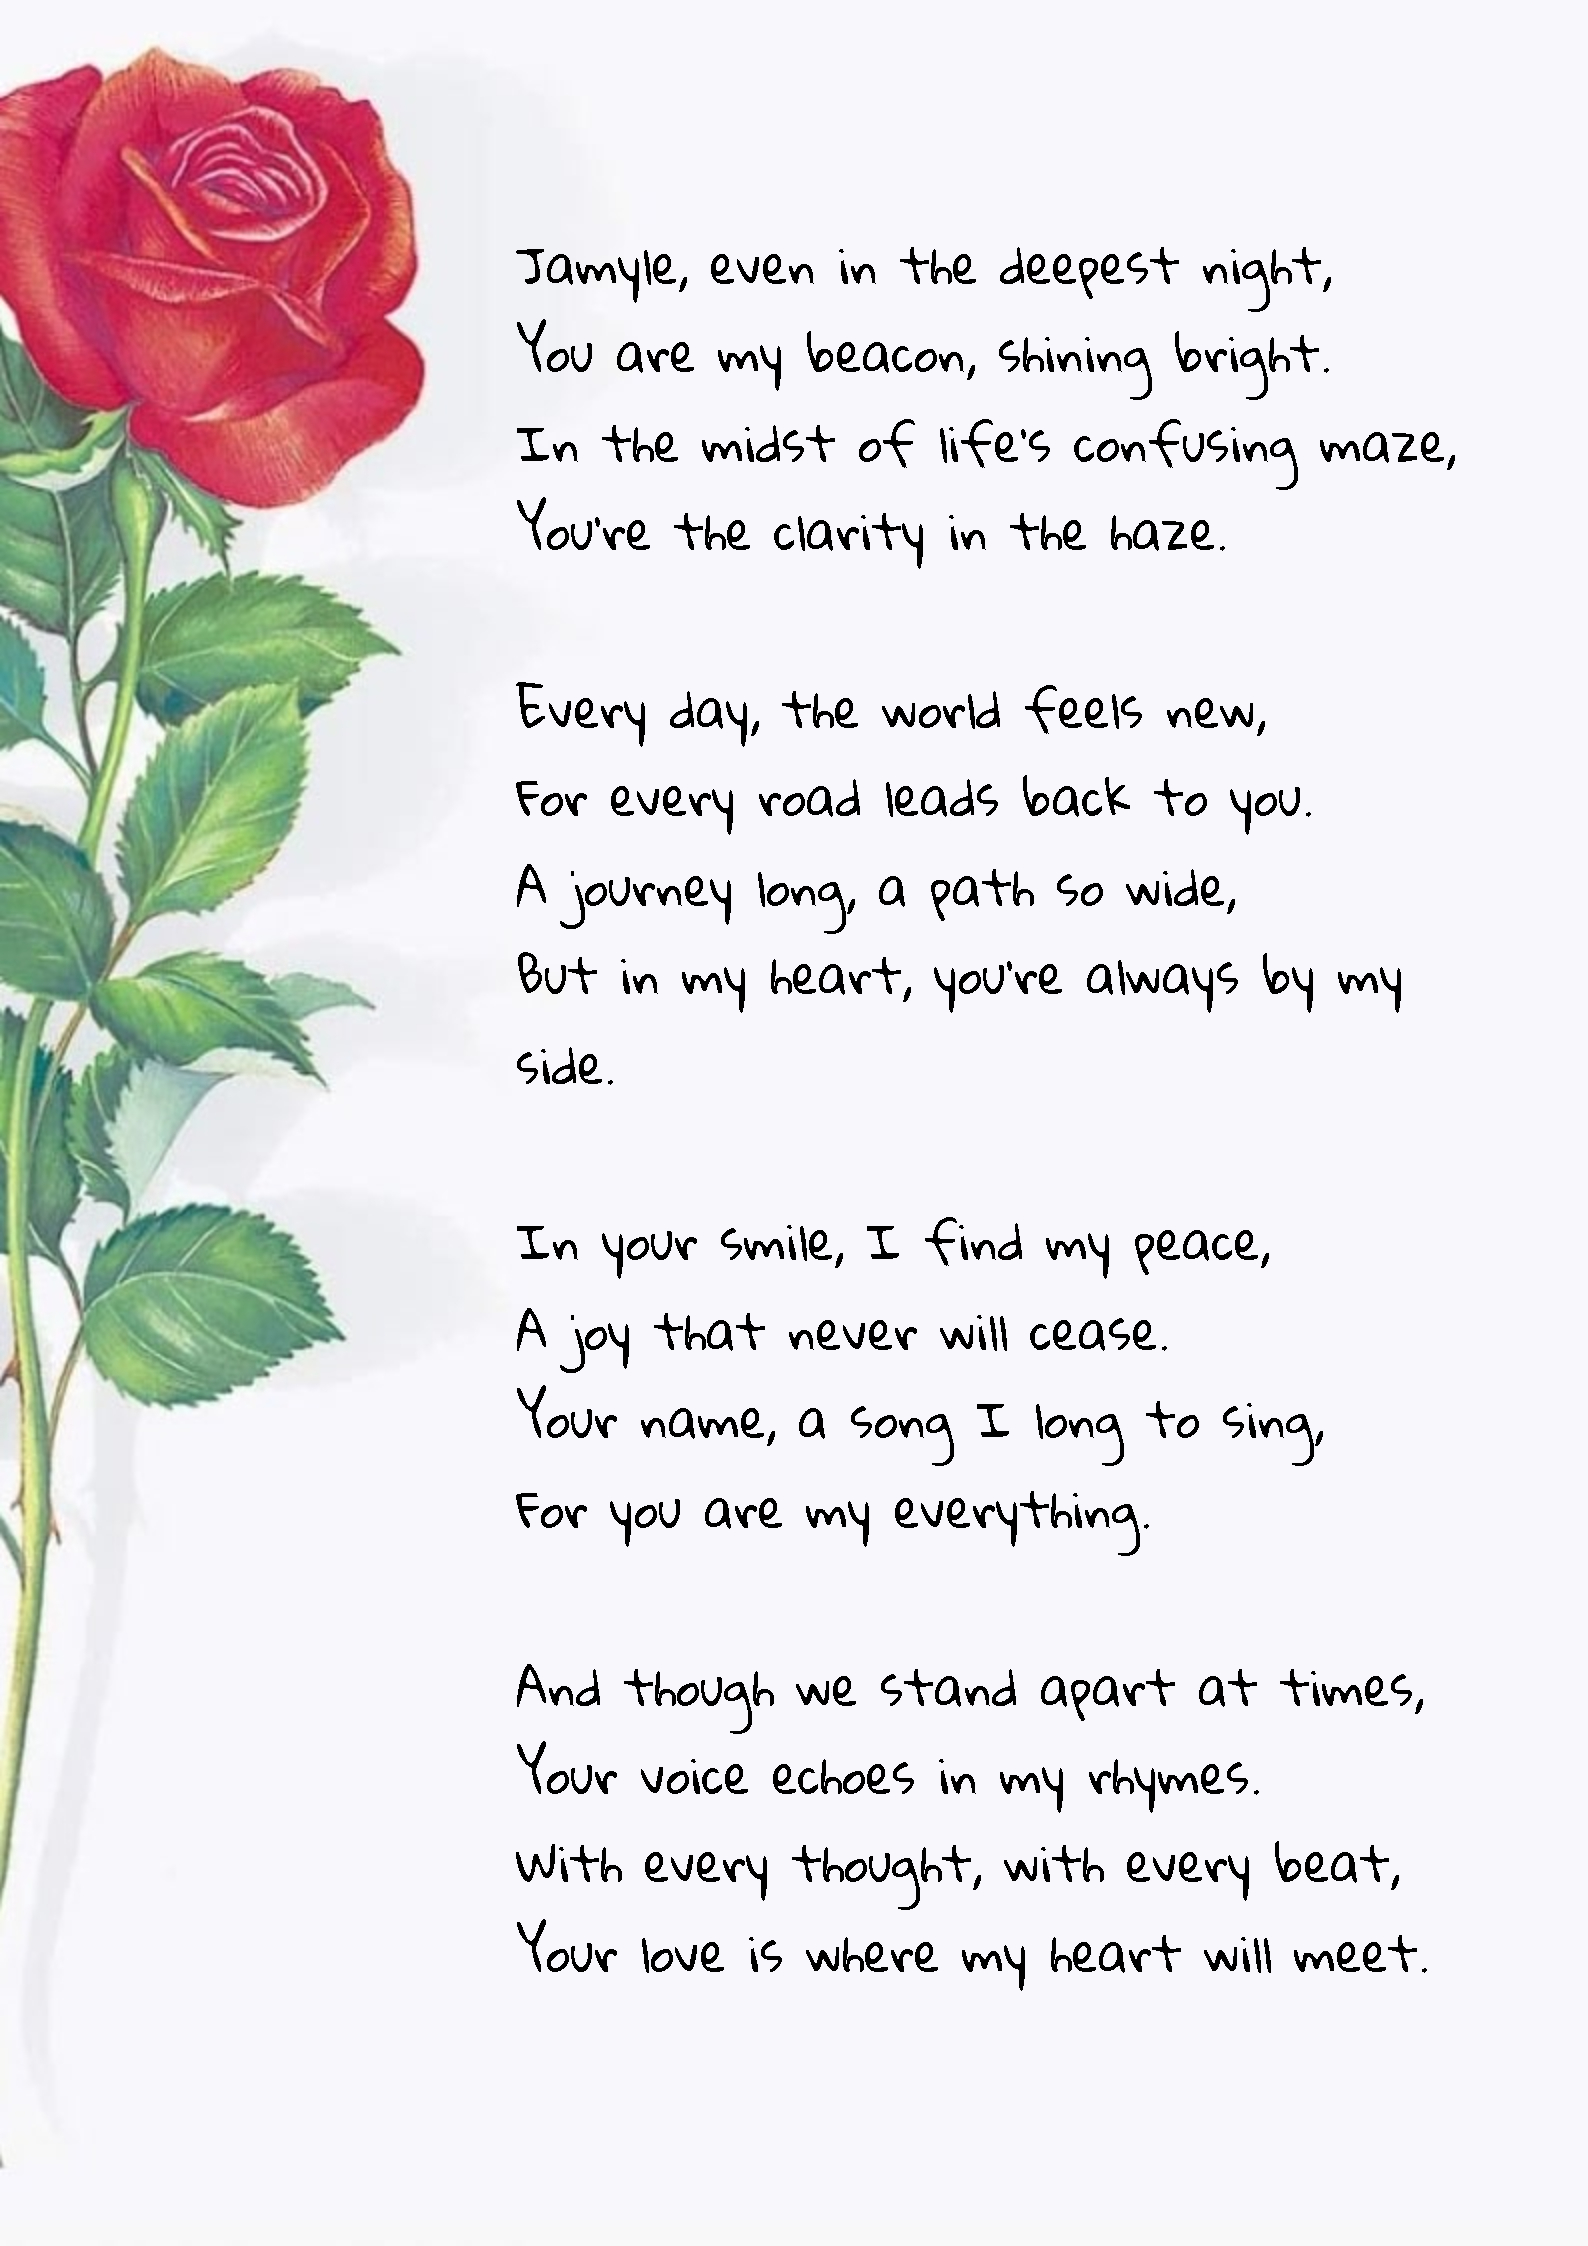 Jamyle, even in the deepest night,
You are my beacon, shining bright.
In the midst of life's confusing maze,
You're the clarity in the haze.
Every day, the world feels new,
For every road leads back to you.
A journey long, a path so wide,
But in my heart, you're always by my
side.
In your smile, I find my peace,
A joy that never will cease.
Your name, a song I long to sing,
For you are my everything.
And though we stand apart at times,
Your voice echoes in my rhymes.
With every thought, with every beat,
Your love is where my heart will meet.